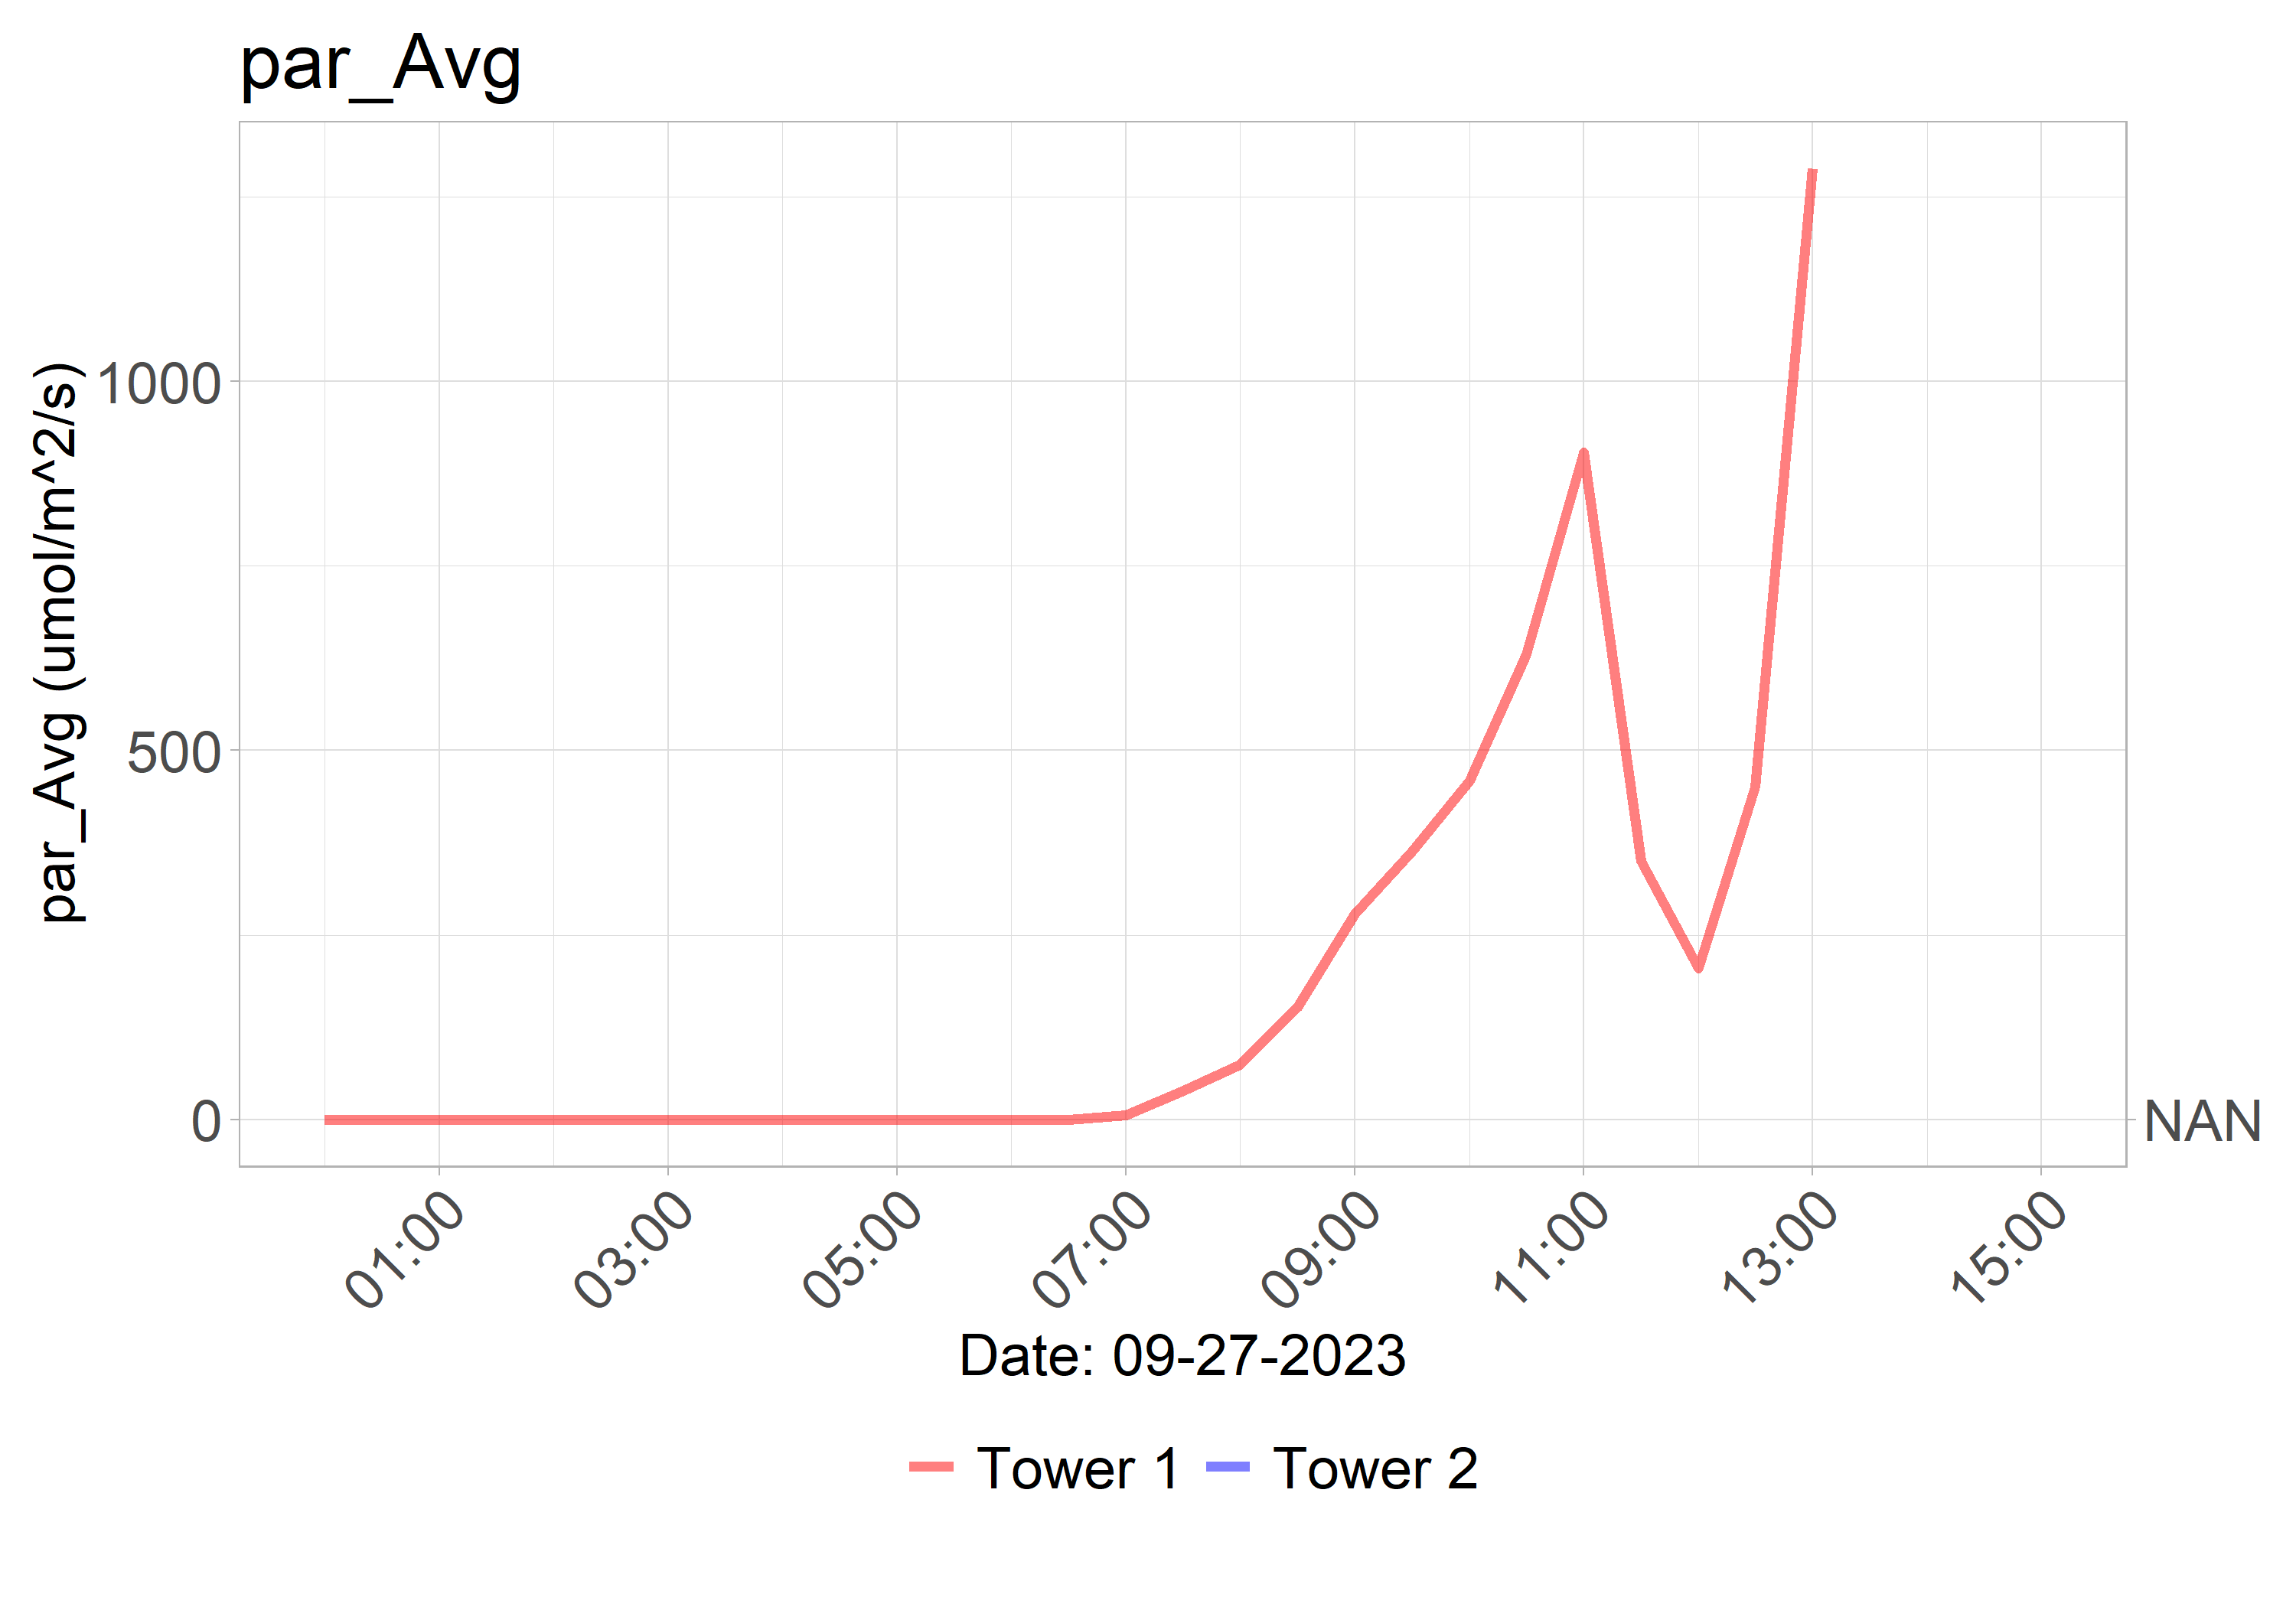 par_Avg
par_Avg (umol/m^2/s)
1000
500
0
NAN
01:00
03:00
05:00
07:00
09:00
11:00
13:00
15:00
Date: 09-27-2023
Tower 1
Tower 2